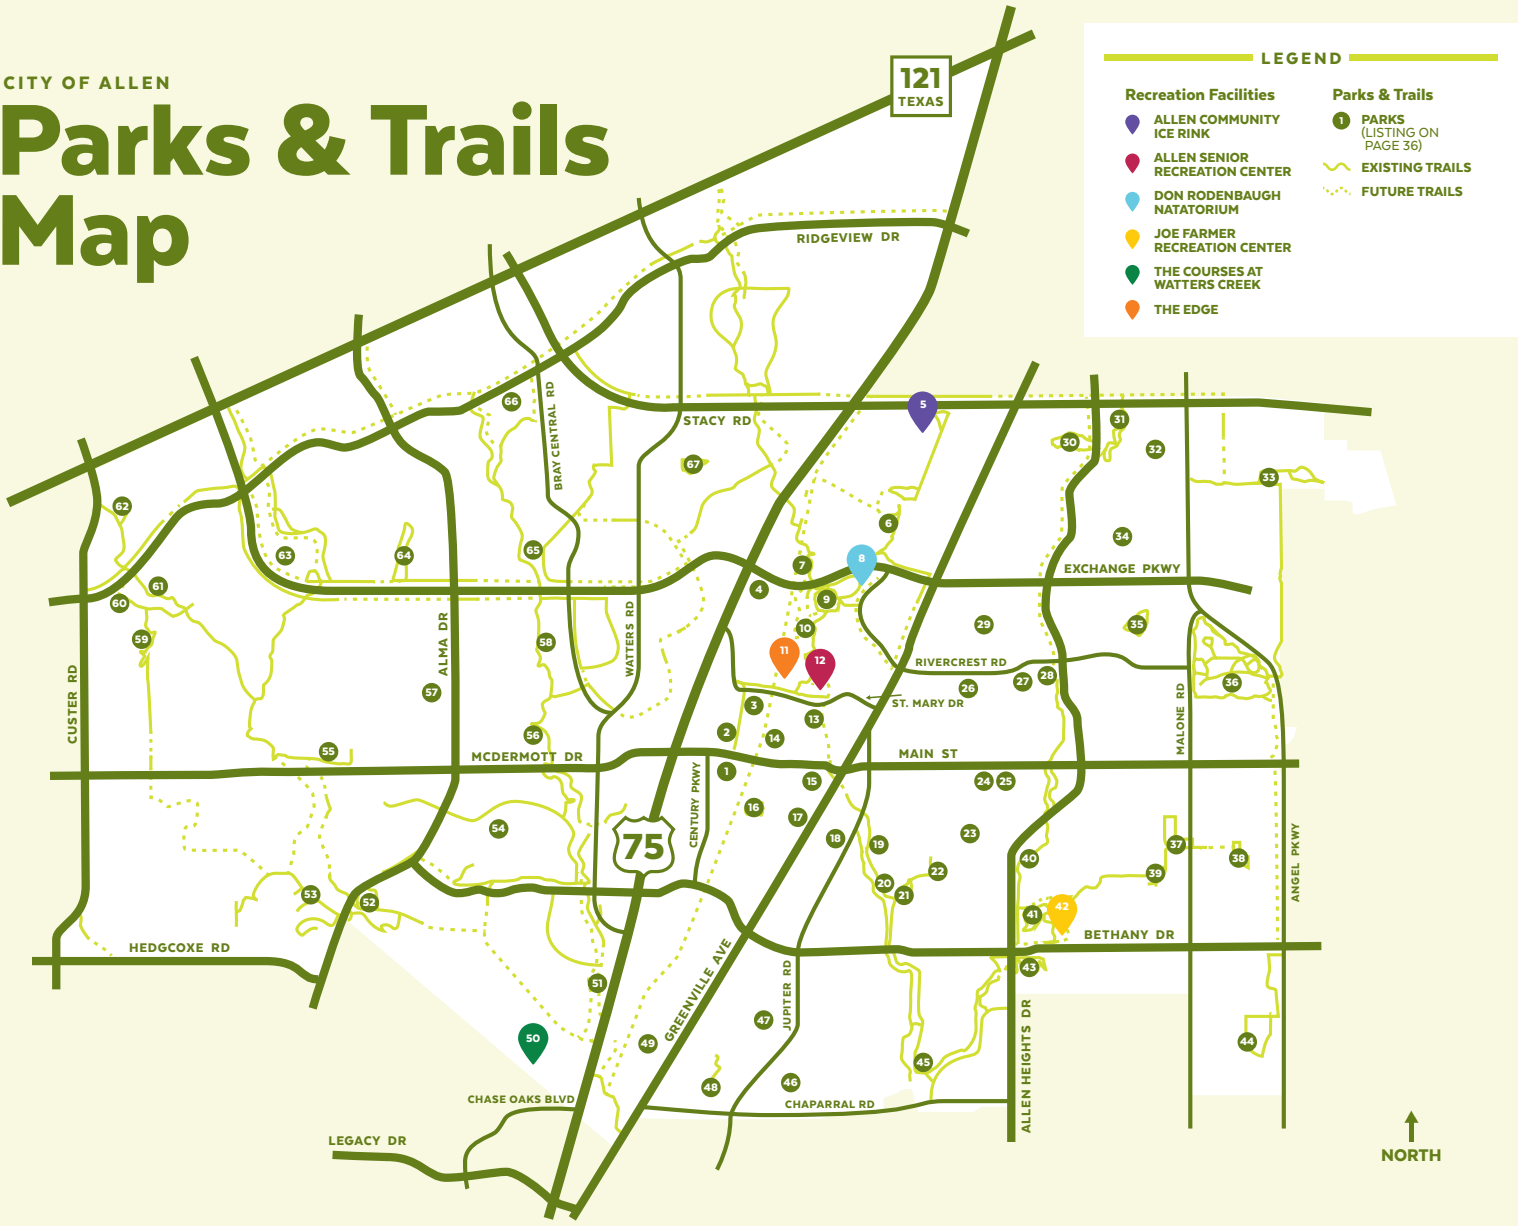 CITY OF ALLEN
Parks & Trails
Map
121
TEXAS
LEGEND
Recreation Facilities
ALLEN COMMUNITY
ICE RINK
ALLEN SENIOR
RECREATION CENTER
DON RODENBAUGH
NATATORIUM
JOE FARMER
RECREATION CENTER
THE COURSES AT
WATTERS CREEK
THE EDGE
Parks & Trails
1
PARKS
(LISTING ON
PAGE 36)
EXISTING TRAILS
FUTURE TRAILS
RIDGEVIEW DR
STACY RD
BRAY CENTRAL RD
EXCHANGE PKWY
WATTERS RD
ALMA DR
CUSTER RD
RIVERCREST RD
ST. MARY DR
MALONE RD
MCDERMOTT DR
MAIN ST
CENTURY PKWY
75
ANGEL PKWY
BETHANY DR
HEDGCOXE RD
GREENVILLE AVE
JUPITER RD
ALLEN HEIGHTS DR
CHASE OAKS BLVD
CHAPARRAL RD
LEGACY DR
NORTH
66
5
31
30
32
67
33
62
6
34
65
63
64
7
8
4
61
60
9
10
29
35
59
58
11
12
28
27
26
36
57
3
13
2
14
56
55
1
15
24
25
16
17
54
18
19
23
37
38
40
22
39
20
21
53
52
41
42
43
51
47
44
50
49
45
48
46